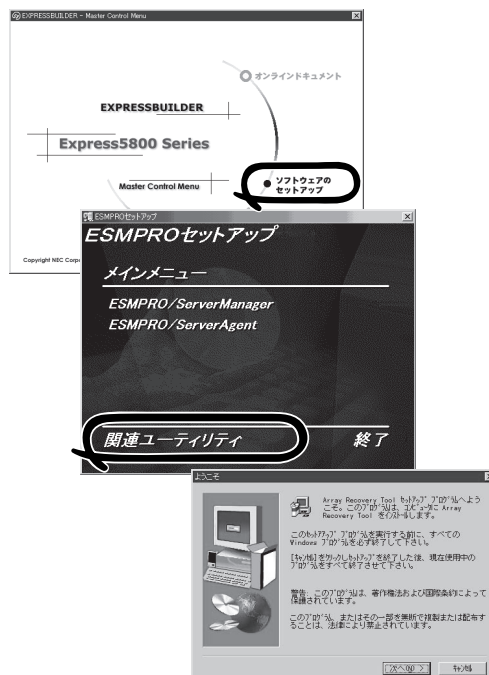 EXPRESSBUILDER - Master Control Menu
オンラインドキュメント
EXPRESSBUILDER
Express5800 Series
Master Control Menu
ソフトウェアの
セットアップ
Copyright NEC Corp
ESMPROセットアップ
ESMPROセットアップ
メインメニュー
ESMPRO/ServerManager
ESMPRO/ServerAgent
関連ユーティリティ
終了
ようこそ
Array Recovery Tool セットアップ プログラムへよう
こそ。このプログラムは、コンピュータに Array
Recovery Tool をインストールします。
このセットアップ プログラムを実行する前に、すべての
Windows プログラムを必ず終了して下さい。
[キャンセル] をクリックしセットアップを終了した後、現在使用中の
プログラムをすべて終了させて下さい。
警告: このプログラムは、著作権法および国際条約によって
保護されています。
このプログラム、またはその一部を無断で複製または配布す
ることは、法律により禁止されています。
次へ(N) >
キャンセル